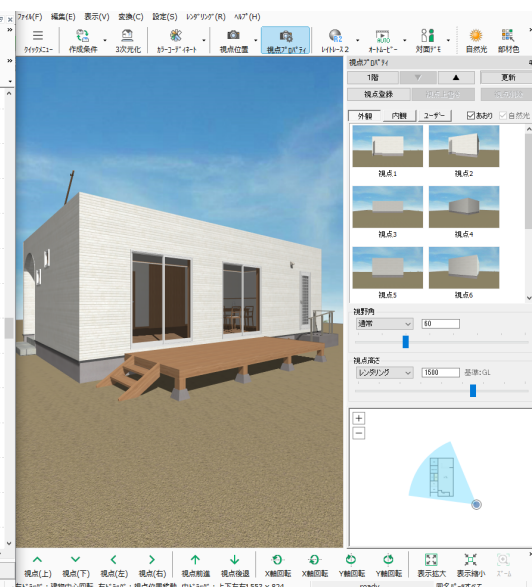 ファイル(F) 編集(E) 表示(V) 変換(C) 設定(S) レンダリング(R) ヘルプ(H)
クイックメニュー 作成条件 3次元化 カラーコーディネート 視点位置 視点プロパティ レイトレース2 オートムービー 対面デモ 自然光 部材色
視点プロパティ
1階 ▼ ▲ 更新
視点登録
外観 内観 ユーザー あおり 自然光
視点1 視点2
視点3 視点4
視点5 視点6
視野角
通常 60
視点高さ
レンダリング 1500 基準:GL
+
−
視点(上) 視点(下) 視点(左) 視点(右) 視点前進 視点後退 X軸回転 X軸回転 Y軸回転 Y軸回転 表示拡大 表示縮小 ズーム
ready